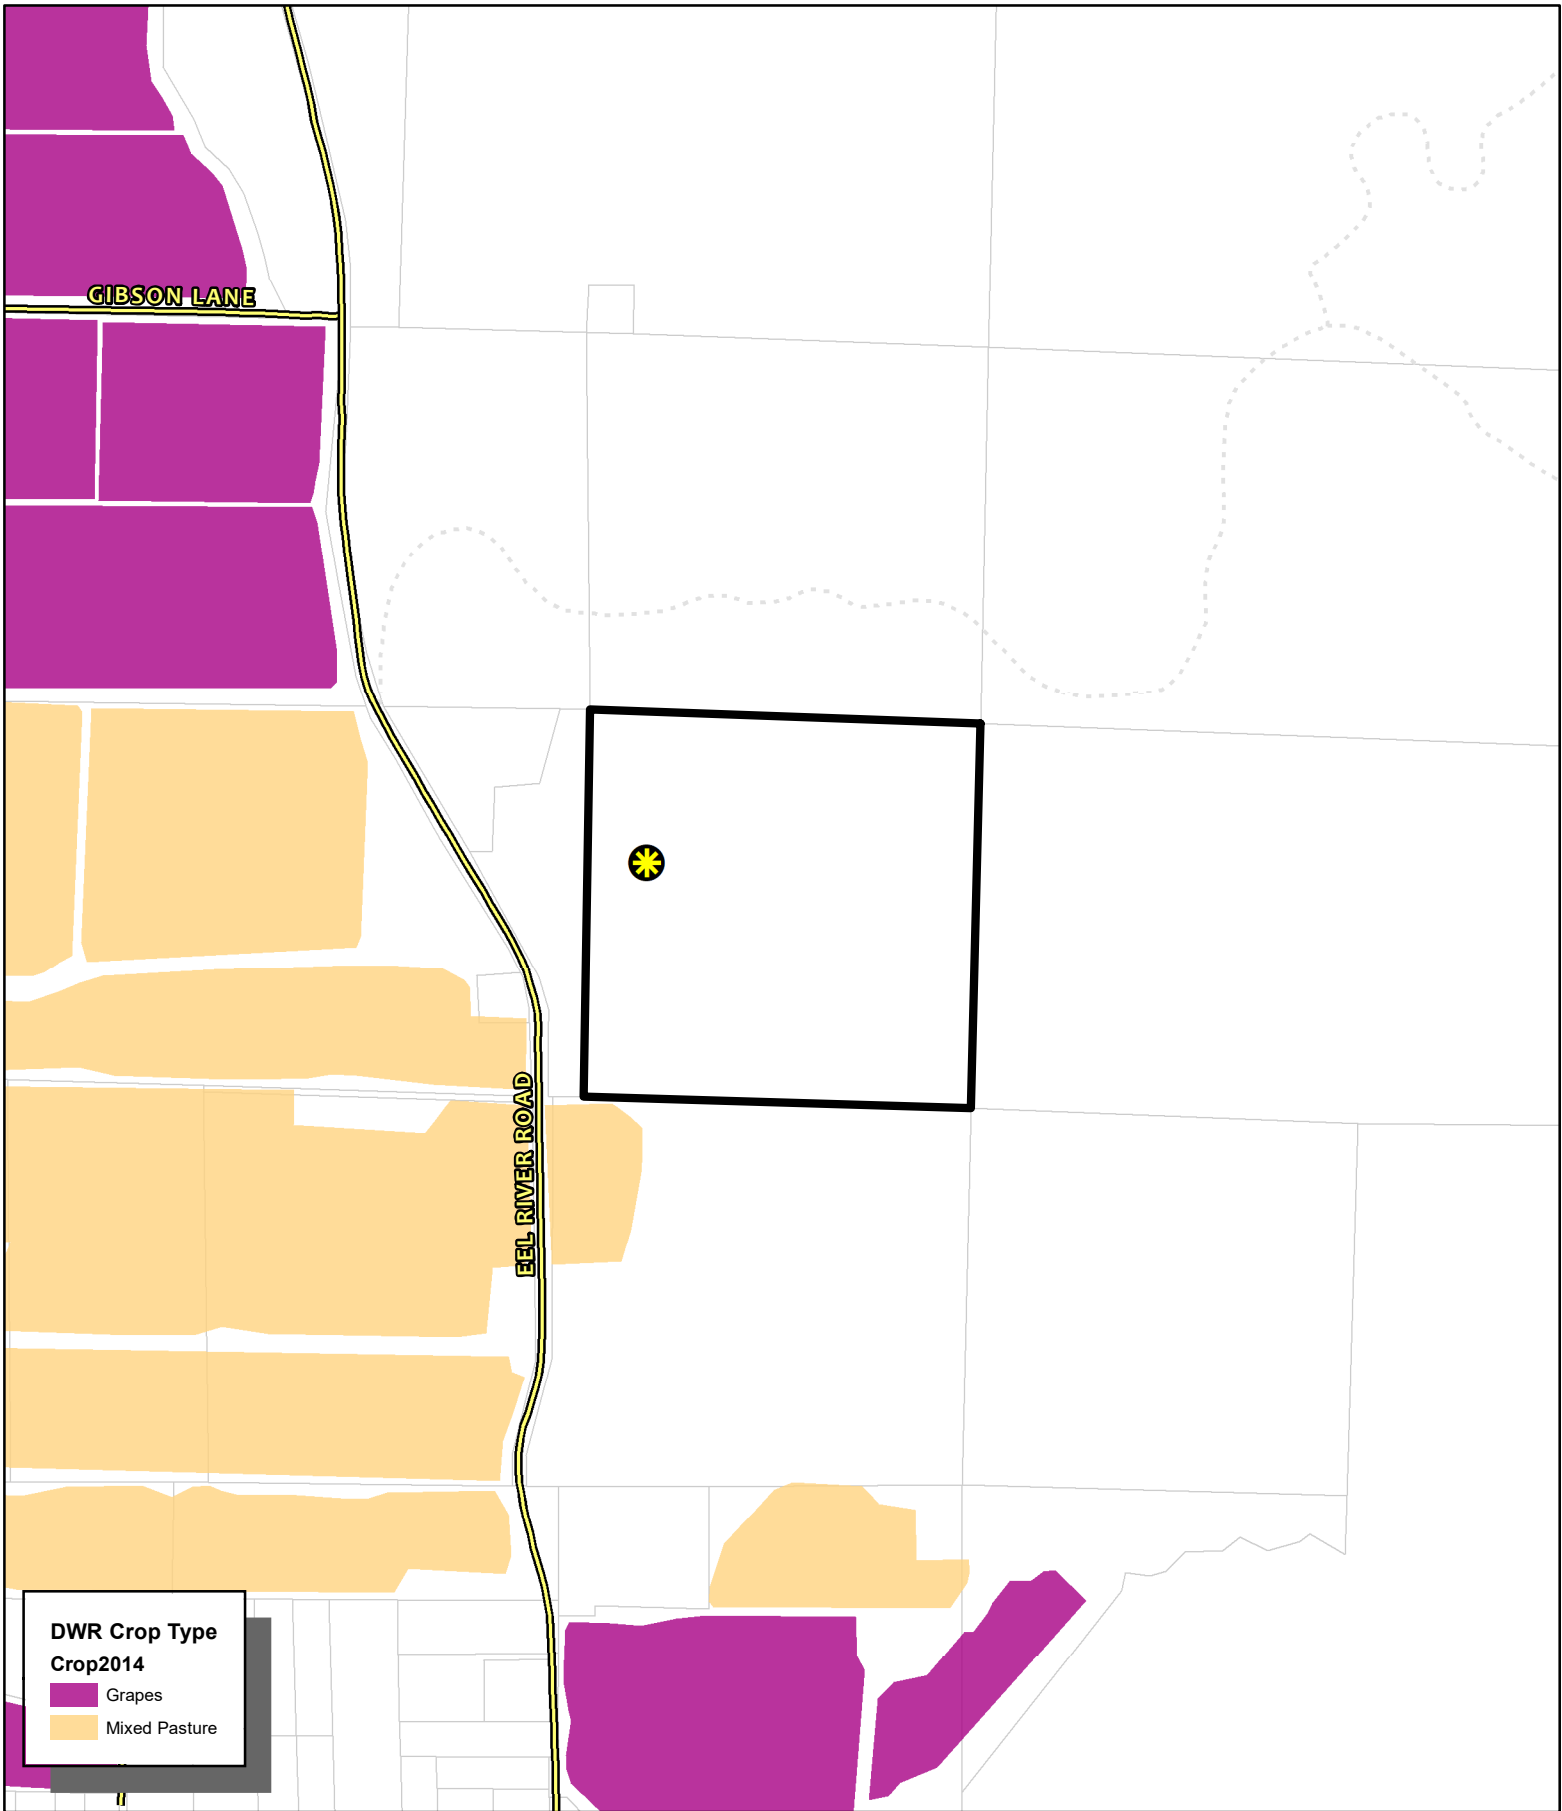 GIBSON LANE
EEL RIVER ROAD
DWR Crop Type
Crop2014
Grapes
Mixed Pasture